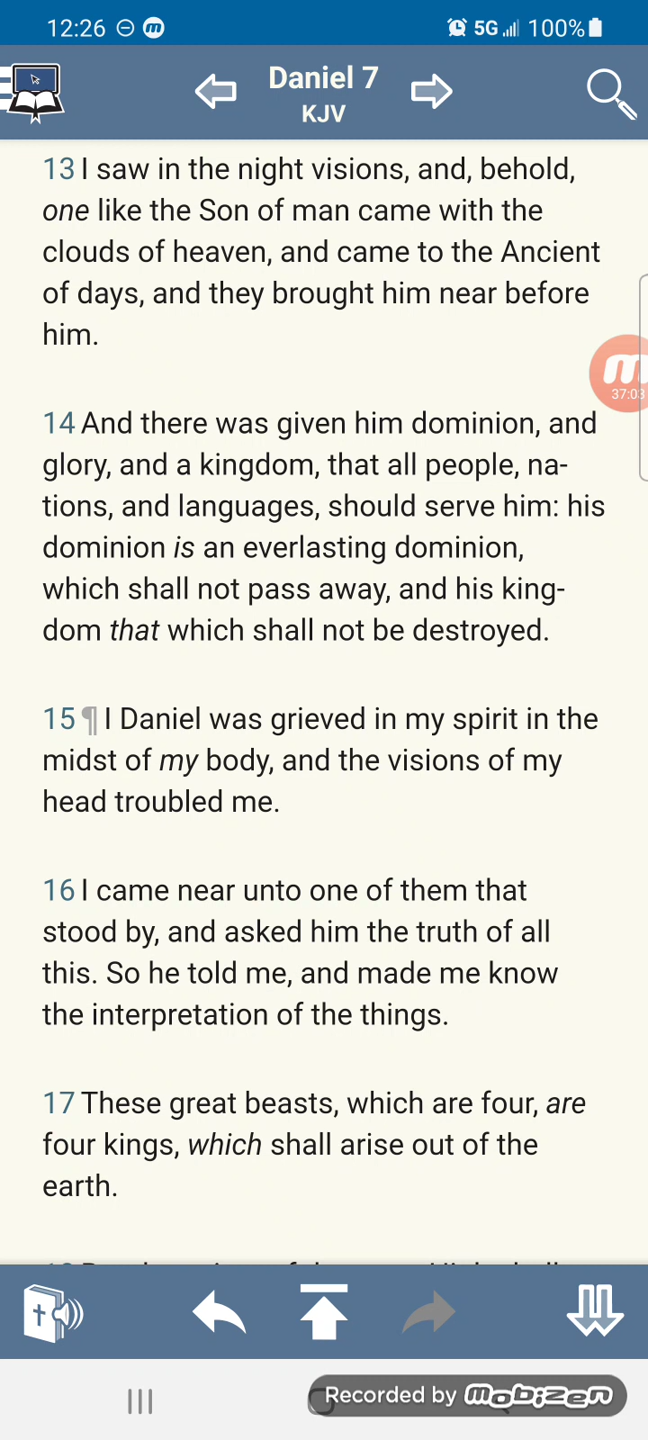 12:26 5G 100%
Daniel 7
KJV
13 I saw in the night visions, and, behold,
one like the Son of man came with the
clouds of heaven, and came to the Ancient
of days, and they brought him near before
him.
37:03
14 And there was given him dominion, and
glory, and a kingdom, that all people, na-
tions, and languages, should serve him: his
dominion is an everlasting dominion,
which shall not pass away, and his king-
dom that which shall not be destroyed.
15 ¶ I Daniel was grieved in my spirit in the
midst of my body, and the visions of my
head troubled me.
16 I came near unto one of them that
stood by, and asked him the truth of all
this. So he told me, and made me know
the interpretation of the things.
17 These great beasts, which are four, are
four kings, which shall arise out of the
earth.
Recorded by mobizen